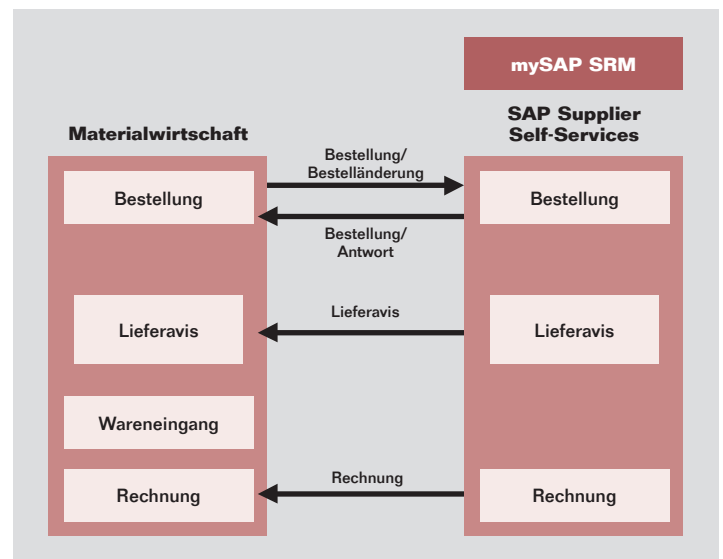 mySAP SRM
Materialwirtschaft
SAP Supplier
Self-Services
Bestellung/
Bestelländerung
Bestellung
Bestellung
Bestellung/
Antwort
Lieferavis
Lieferavis
Lieferavis
Wareneingang
Rechnung
Rechnung
Rechnung